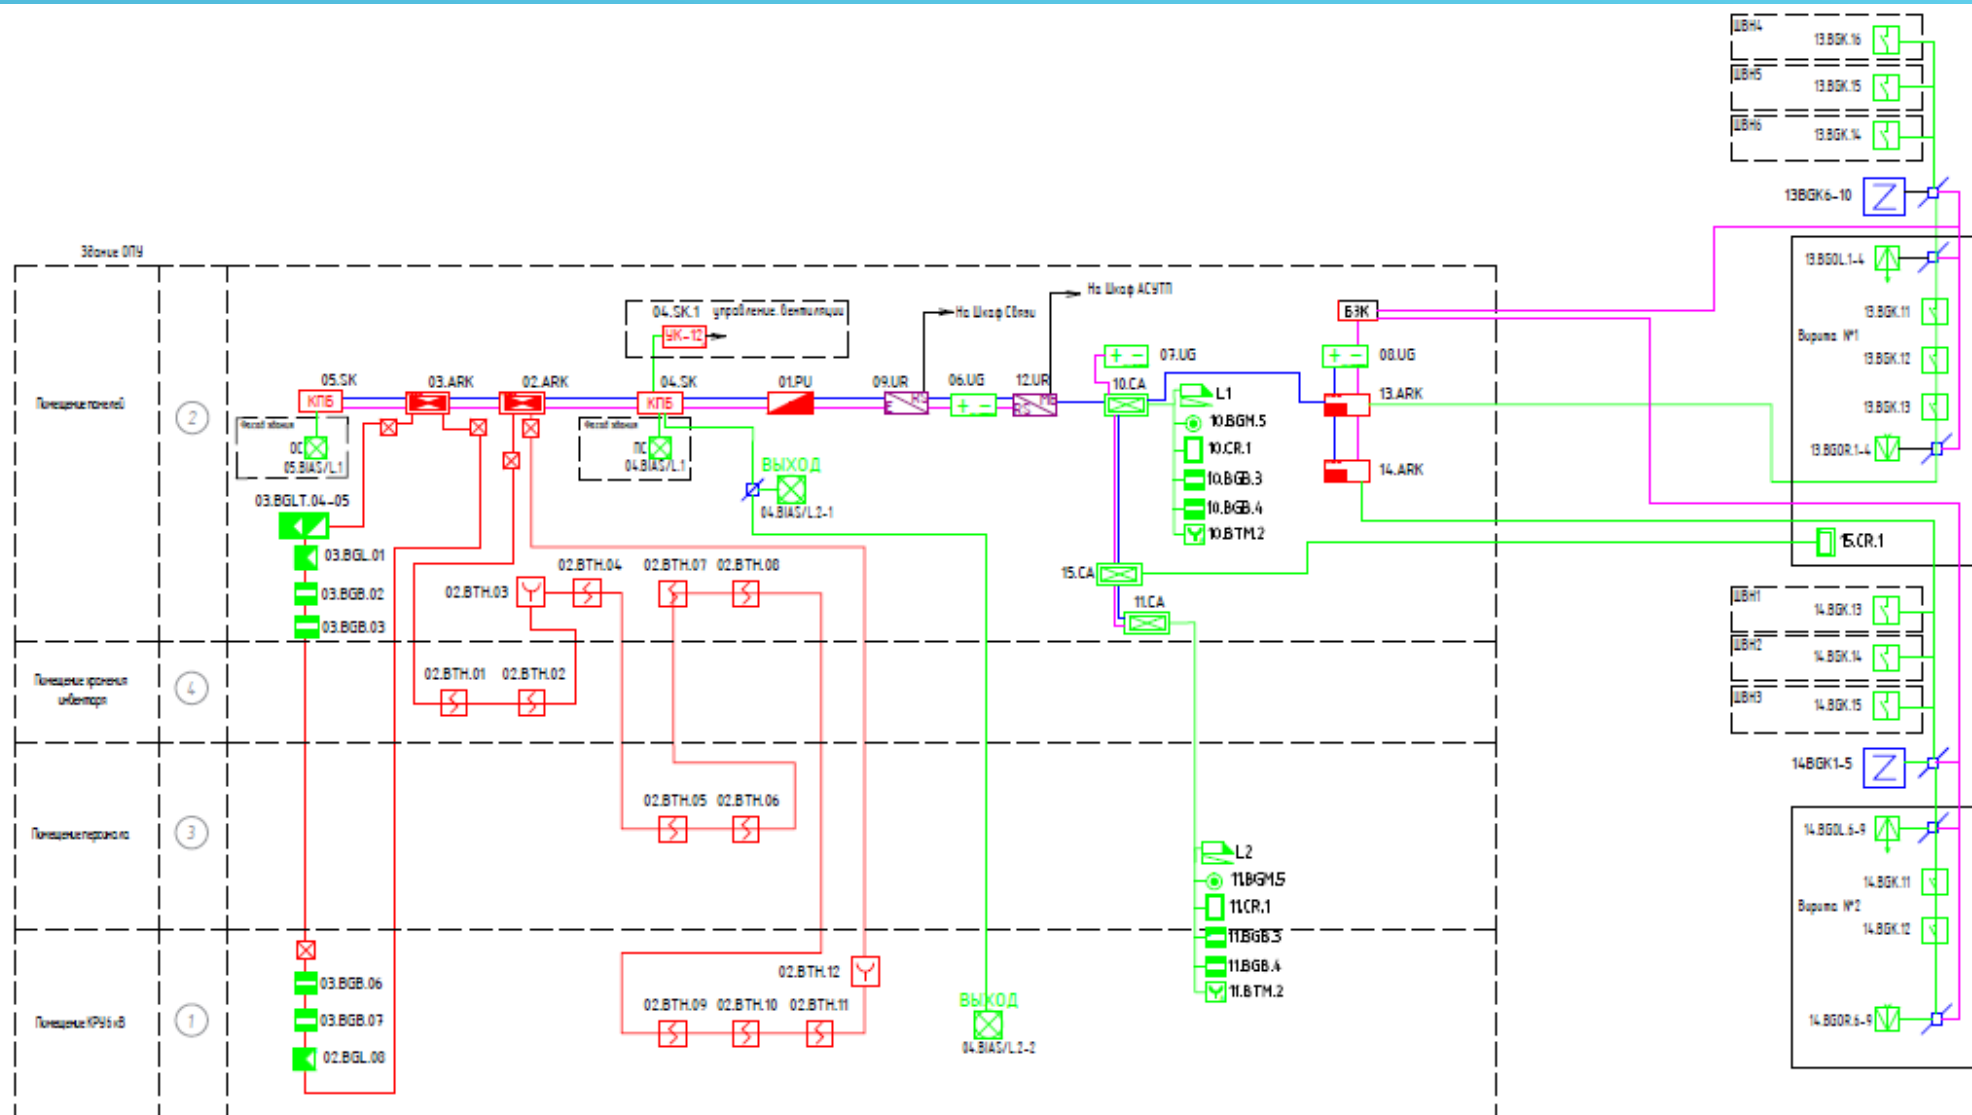 Здание ОПУ
Помещение панелей
2
05.SK
КПБ
Фасад здания
ОС
05.BIAS/L.1
03.ARK
02.ARK
04.SK.1
управление. вентиляции
УК-12
04.SK
КПБ
Фасад здания
ПС
04.BIAS/L.1
ВЫХОД
04.BIAS/L.2-1
01.PU
09.UR
На Шкаф Связи
06.UG
12.UR
На Шкаф АСУТП
07.UG
10.CA
L1
10.BGM.5
10.CR.1
10.BGB.3
10.BGB.4
10.BTM.2
БЗК
08.UG
13.ARK
14.ARK
15.CA
11.CA
03.BGLT.04-05
03.BGL.01
03.BGB.02
03.BGB.03
02.BTH.03
02.BTH.04
02.BTH.07
02.BTH.08
Помещение хранения
инвентаря
4
02.BTH.01
02.BTH.02
Помещение персонала
3
02.BTH.05
02.BTH.06
L2
11.BGM.5
11.CR.1
11.BGB.3
11.BGB.4
11.BTM.2
Помещение КРУ6кВ
1
03.BGB.06
03.BGB.07
02.BGL.08
02.BTH.12
02.BTH.09
02.BTH.10
02.BTH.11
ВЫХОД
04.BIAS/L.2-2
ШВН4
13.BGK.16
ШВН5
13.BGK.15
ШВН6
13.BGK.14
13BGK6-10
Z
13.BGOL.1-4
13.BGK.11
Ворота №1
13.BGK.12
13.BGK.13
13.BGOR.1-4
15.CR.1
ШВН1
14.BGK.13
ШВН2
14.BGK.14
ШВН3
14.BGK.15
14BGK1-5
Z
14.BGOL.6-9
14.BGK.11
Ворота №2
14.BGK.12
14.BGOR.6-9